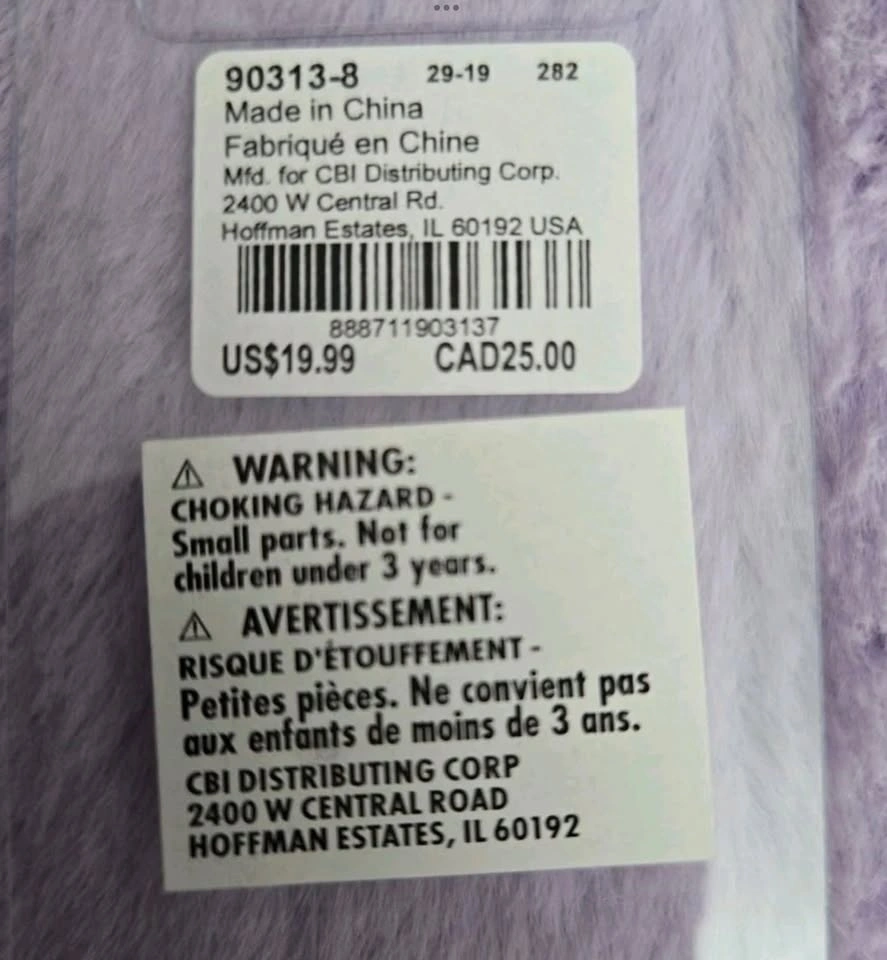 90313-8 29-19 282
Made in China
Fabriqué en Chine
Mfd. for CBI Distributing Corp.
2400 W Central Rd.
Hoffman Estates, IL 60192 USA
888711903137
US$19.99 CAD25.00
⚠ WARNING:
CHOKING HAZARD -
Small parts. Not for
children under 3 years.
⚠ AVERTISSEMENT:
RISQUE D'ÉTOUFFEMENT -
Petites pièces. Ne convient pas
aux enfants de moins de 3 ans.
CBI DISTRIBUTING CORP
2400 W CENTRAL ROAD
HOFFMAN ESTATES, IL 60192